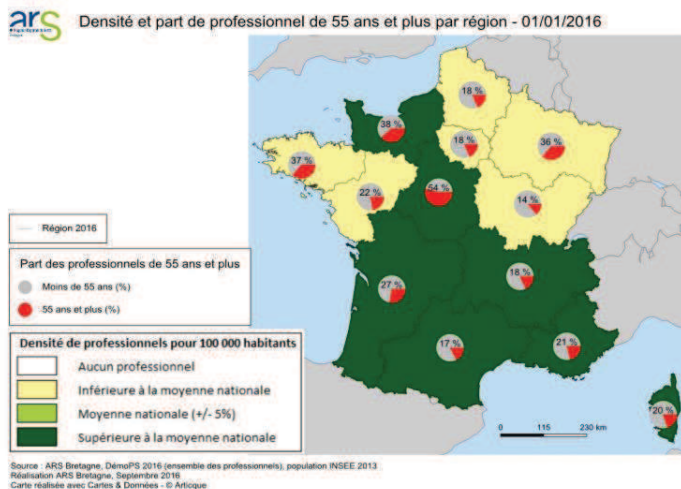 ars
Densité et part de professionnel de 55 ans et plus par région - 01/01/2016
18 %
38 %
18 %
36 %
37 %
22 %
54 %
14 %
Région 2016
Part des professionnels de 55 ans et plus
Moins de 55 ans (%)
55 ans et plus (%)
18 %
27 %
17 %
21 %
20 %
Densité de professionnels pour 100 000 habitants
Aucun professionnel
Inférieure à la moyenne nationale
Moyenne nationale (+/- 5%)
Supérieure à la moyenne nationale
0 115 230 km
Source : ARS Bretagne, DémoPS 2016 (ensemble des professionnels), population INSEE 2013
Réalisation ARS Bretagne, Septembre 2016
Carte réalisée avec Cartes & Données - © Articque